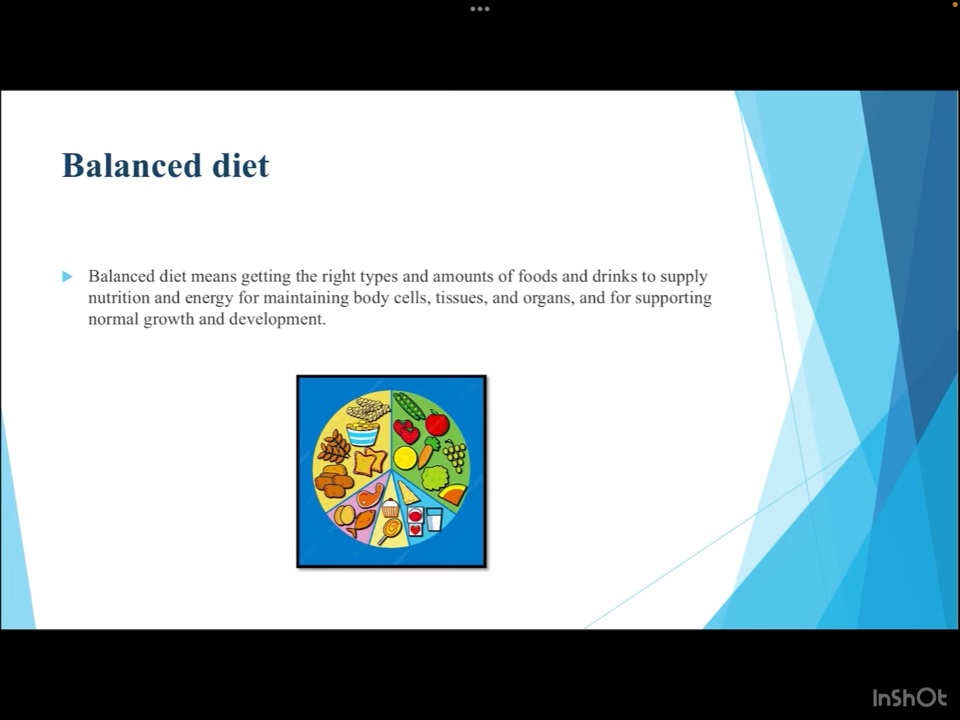 Balanced diet
Balanced diet means getting the right types and amounts of foods and drinks to supply
nutrition and energy for maintaining body cells, tissues, and organs, and for supporting
normal growth and development.
InShOt